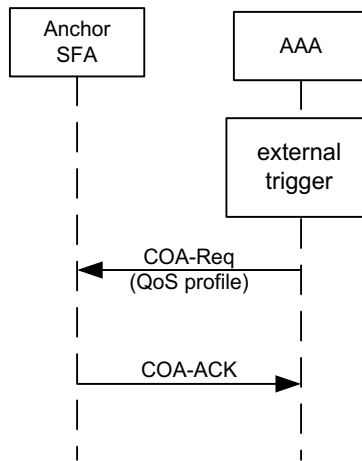 Anchor
SFA
AAA
external
trigger
COA-Req
(QoS profile)
COA-ACK